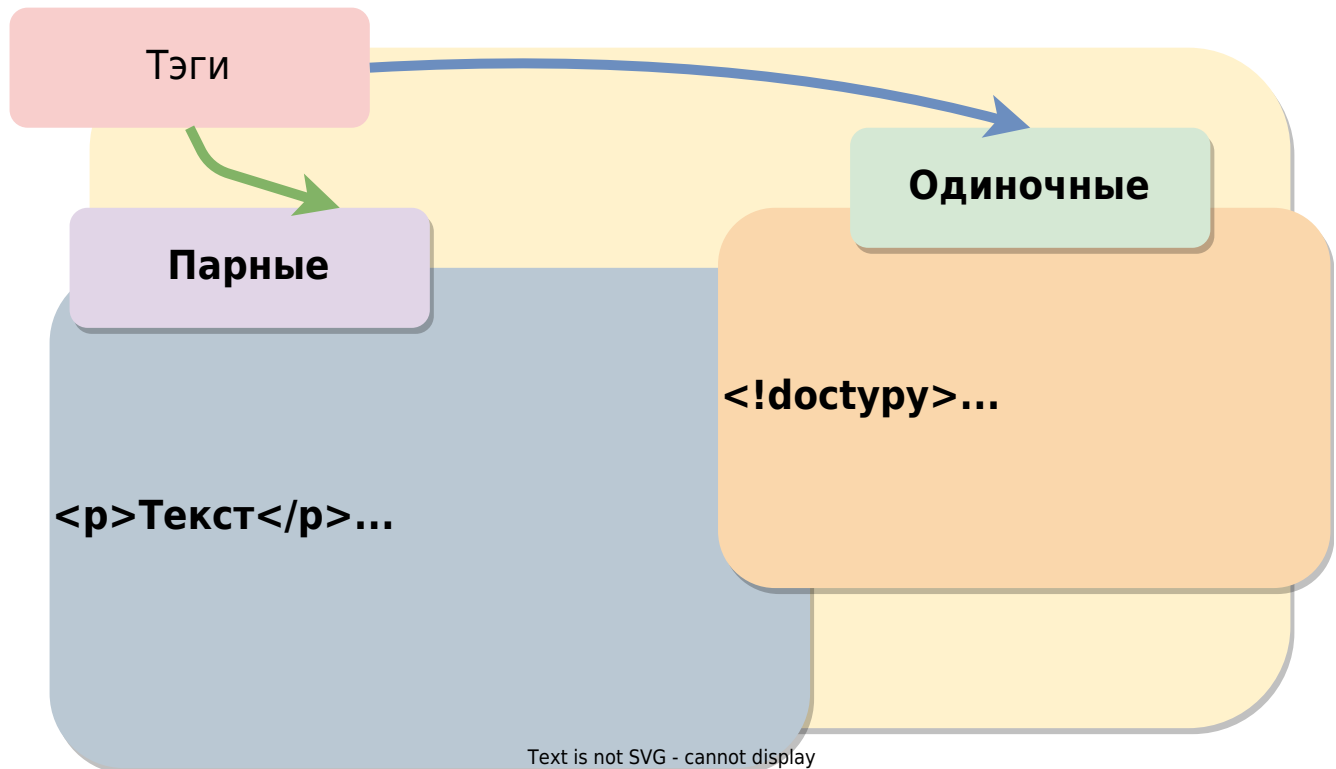 Тэги
Одиночные
Парные
<!doctypy>...
<p>Текст</p>...
Text is not SVG - cannot display